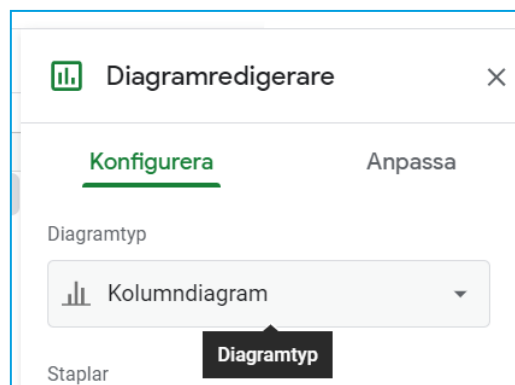 Diagramredigerare
Konfigurera Anpassa
Diagramtyp
Kolumndiagram
Diagramtyp
Staplar